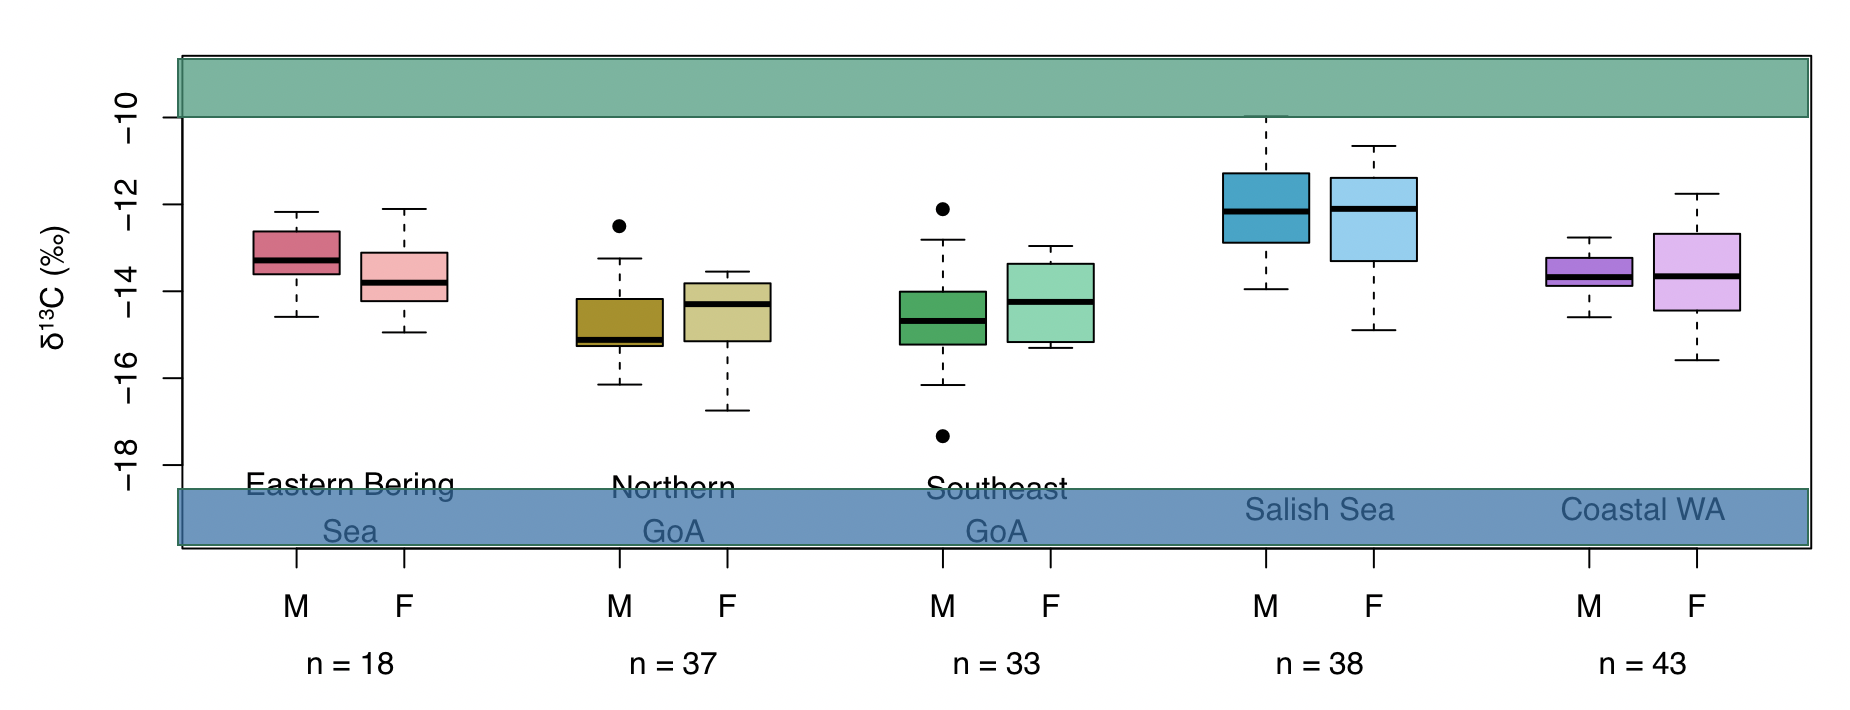 δ13C (‰)
−10
−12
−14
−16
−18
Eastern Bering
Sea
Northern
GoA
Southeast
GoA
Salish Sea
Coastal WA
M F M F M F M F M F
n = 18 n = 37 n = 33 n = 38 n = 43